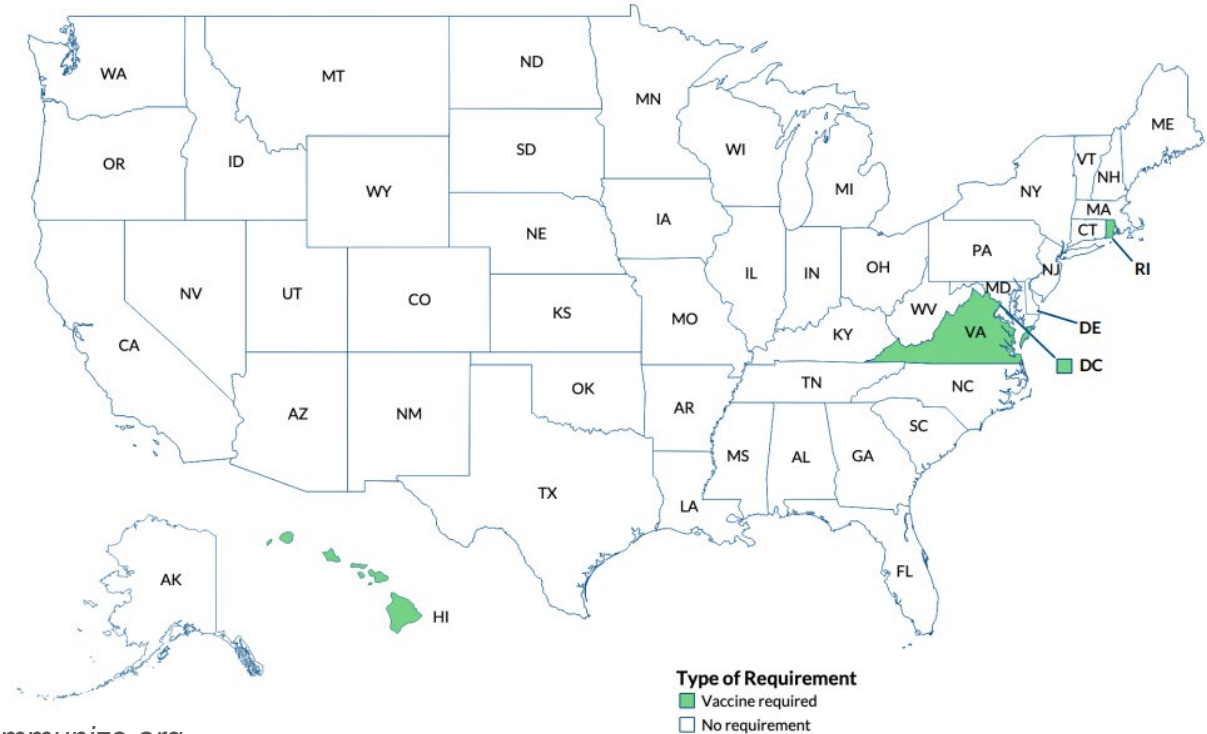 WA
MT
ND
MN
ME
OR
ID
SD
WI
VT
NH
WY
MI
NY
MA
IA
NE
CT
PA
RI
NV
UT
CO
IL
IN
OH
NJ
MD
KS
MO
WV
DE
CA
KY
VA
DC
OK
TN
NC
AZ
NM
AR
SC
MS
AL
GA
TX
LA
AK
FL
HI
Type of Requirement
Vaccine required
No requirement